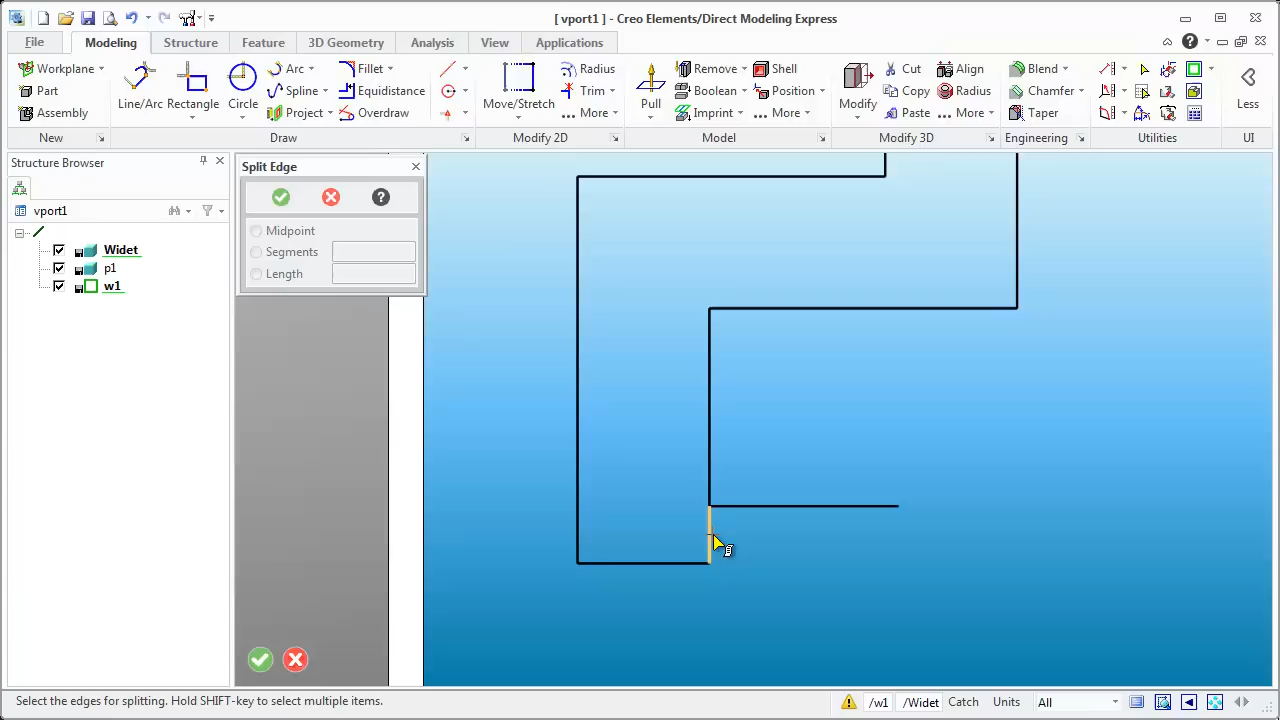 [ vport1 ] - Creo Elements/Direct Modeling Express
File Modeling Structure Feature 3D Geometry Analysis View Applications
Workplane Arc Fillet Radius Remove Shell Cut Align Blend
Part Line/Arc Rectangle Circle Spline Equidistance Move/Stretch Trim Pull Boolean Position Modify Copy Radius Chamfer Less
Assembly Project Overdraw More Imprint More Paste More Taper
New Draw Modify 2D Model Modify 3D Engineering Utilities UI
Structure Browser
vport1
Widet
p1
w1
Split Edge
Midpoint
Segments
Length
Select the edges for splitting. Hold SHIFT-key to select multiple items. /w1 /Widet Catch Units All